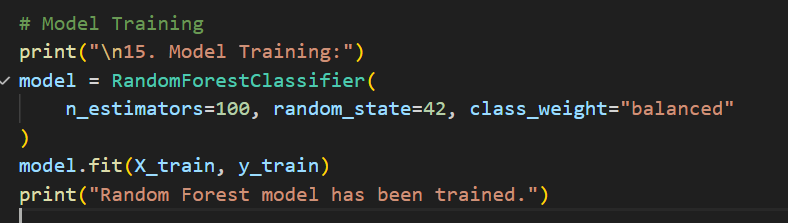 # Model Training
print("\n15. Model Training:")
model = RandomForestClassifier(
    n_estimators=100, random_state=42, class_weight="balanced"
)
model.fit(X_train, y_train)
print("Random Forest model has been trained.")